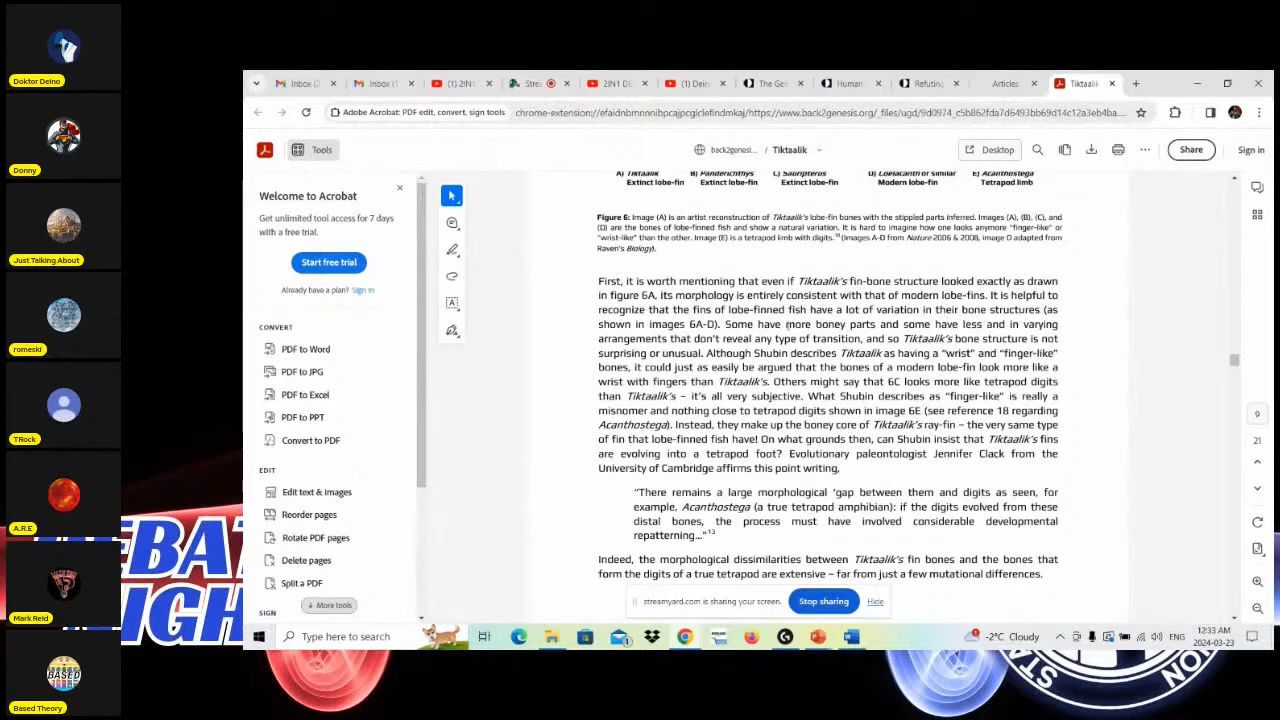 Doktor Deino
Donny
Just Talking About
romeski
TRock
A.R.E
Mark Reid
BASED
Based Theory
(1) 2IN1
2IN1 D
(1) Dein
The Ge
Human
Refuting
Articles
Tiktaalik
Adobe Acrobat: PDF edit, convert, sign tools
Tools
back2genesi... / Tiktaalik
Desktop
Share
Sign in
Welcome to Acrobat
Get unlimited tool access for 7 days
with a free trial.
Start free trial
Already have a plan? Sign in
CONVERT
PDF to Word
PDF to JPG
PDF to Excel
PDF to PPT
Convert to PDF
EDIT
Edit text & images
Reorder pages
Rotate PDF pages
Delete pages
Split a PDF
SIGN
More tools
A) Tiktaalik B) Panderichthys C) Sauripterus D) Coelacanth or similar E) Acanthostega
Extinct lobe-fin Extinct lobe-fin Extinct lobe-fin Modern lobe-fin Tetrapod limb
Figure 6: Image (A) is an artist reconstruction of Tiktaalik's lobe-fin bones with the stippled parts inferred. Images (A), (B), (C), and
(D) are the bones of lobe-finned fish and show a natural variation. It is hard to imagine how one looks anymore "finger-like" or
"wrist-like" than the other. Image (E) is a tetrapod limb with digits. (Images A-D from Nature 2006 & 2008, image D adapted from
Raven's Biology).
First, it is worth mentioning that even if Tiktaalik's fin-bone structure looked exactly as drawn
in figure 6A, its morphology is entirely consistent with that of modern lobe-fins. It is helpful to
recognize that the fins of lobe-finned fish have a lot of variation in their bone structures (as
shown in images 6A-D). Some have more boney parts and some have less and in varying
arrangements that don't reveal any type of transition, and so Tiktaalik's bone structure is not
surprising or unusual. Although Shubin describes Tiktaalik as having a "wrist" and "finger-like"
bones, it could just as easily be argued that the bones of a modern lobe-fin look more like a
wrist with fingers than Tiktaalik's. Others might say that 6C looks more like tetrapod digits
than Tiktaalik's – it's all very subjective. What Shubin describes as "finger-like" is really a
misnomer and nothing close to tetrapod digits shown in image 6E (see reference 18 regarding
Acanthostega). Instead, they make up the boney core of Tiktaalik's ray-fin – the very same type
of fin that lobe-finned fish have! On what grounds then, can Shubin insist that Tiktaalik's fins
are evolving into a tetrapod foot? Evolutionary paleontologist Jennifer Clack from the
University of Cambridge affirms this point writing,
"There remains a large morphological 'gap between them and digits as seen, for
example, Acanthostega (a true tetrapod amphibian): if the digits evolved from these
distal bones, the process must have involved considerable developmental
repatterning..."13
Indeed, the morphological dissimilarities between Tiktaalik's fin bones and the bones that
form the digits of a true tetrapod are extensive – far from just a few mutational differences.
streamyard.com is sharing your screen.
Stop sharing
Hide
9
21
Type here to search
-2°C Cloudy
ENG
12:33 AM
2024-03-23